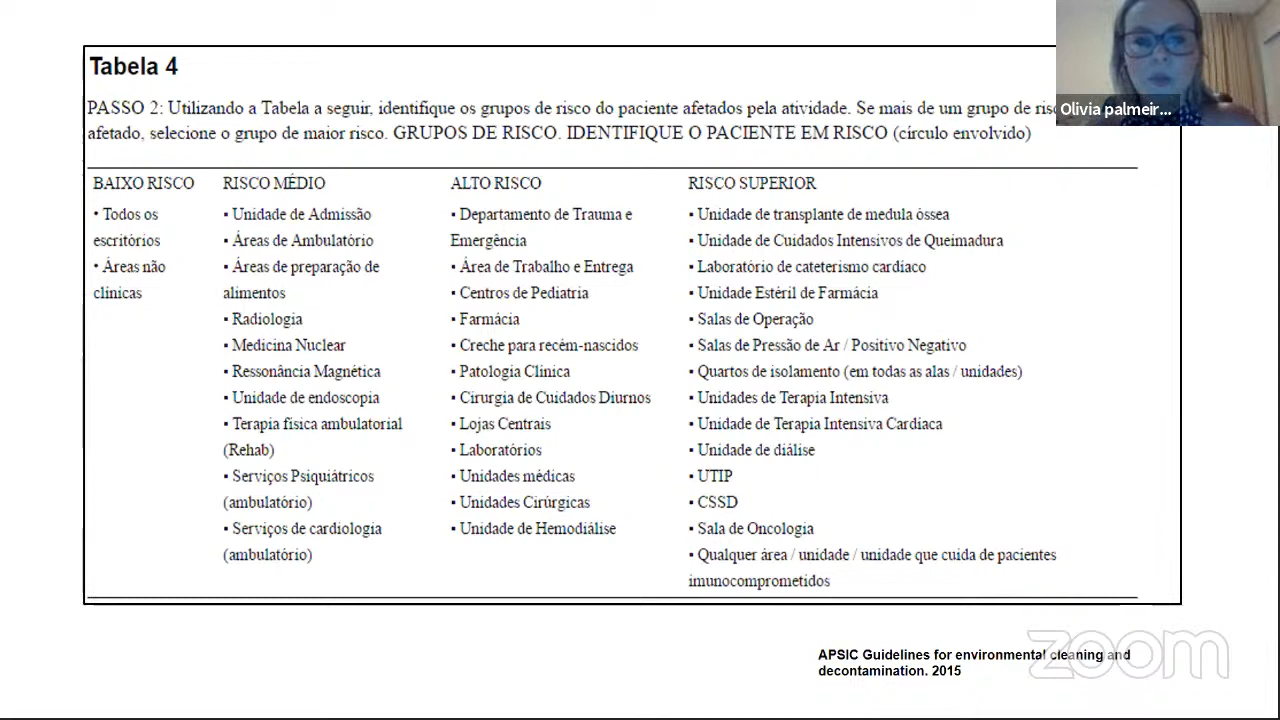 Tabela 4
PASSO 2: Utilizando a Tabela a seguir, identifique os grupos de risco do paciente afetados pela atividade. Se mais de um grupo de
afetado, selecione o grupo de maior risco. GRUPOS DE RISCO. IDENTIFIQUE O PACIENTE EM RISCO (círculo envolvido)
BAIXO RISCO
• Todos os
escritórios
• Áreas não
clínicas
RISCO MÉDIO
▪ Unidade de Admissão
▪ Áreas de Ambulatório
▪ Áreas de preparação de
alimentos
▪ Radiologia
▪ Medicina Nuclear
▪ Ressonância Magnética
▪ Unidade de endoscopia
▪ Terapia física ambulatorial
(Rehab)
▪ Serviços Psiquiátricos
(ambulatório)
▪ Serviços de cardiologia
(ambulatório)
ALTO RISCO
▪ Departamento de Trauma e
Emergência
▪ Área de Trabalho e Entrega
▪ Centros de Pediatria
▪ Farmácia
▪ Creche para recém-nascidos
▪ Patologia Clínica
▪ Cirurgia de Cuidados Diurnos
▪ Lojas Centrais
▪ Laboratórios
▪ Unidades médicas
▪ Unidades Cirúrgicas
▪ Unidade de Hemodiálise
RISCO SUPERIOR
▪ Unidade de transplante de medula óssea
▪ Unidade de Cuidados Intensivos de Queimadura
▪ Laboratório de cateterismo cardíaco
▪ Unidade Estéril de Farmácia
▪ Salas de Operação
▪ Salas de Pressão de Ar / Positivo Negativo
▪ Quartos de isolamento (em todas as alas / unidades)
▪ Unidades de Terapia Intensiva
▪ Unidade de Terapia Intensiva Cardíaca
▪ Unidade de diálise
▪ UTIP
▪ CSSD
▪ Sala de Oncologia
▪ Qualquer área / unidade / unidade que cuida de pacientes
imunocomprometidos
APSIC Guidelines for environmental cleaning and
decontamination. 2015
Olivia palmeir...
zoom